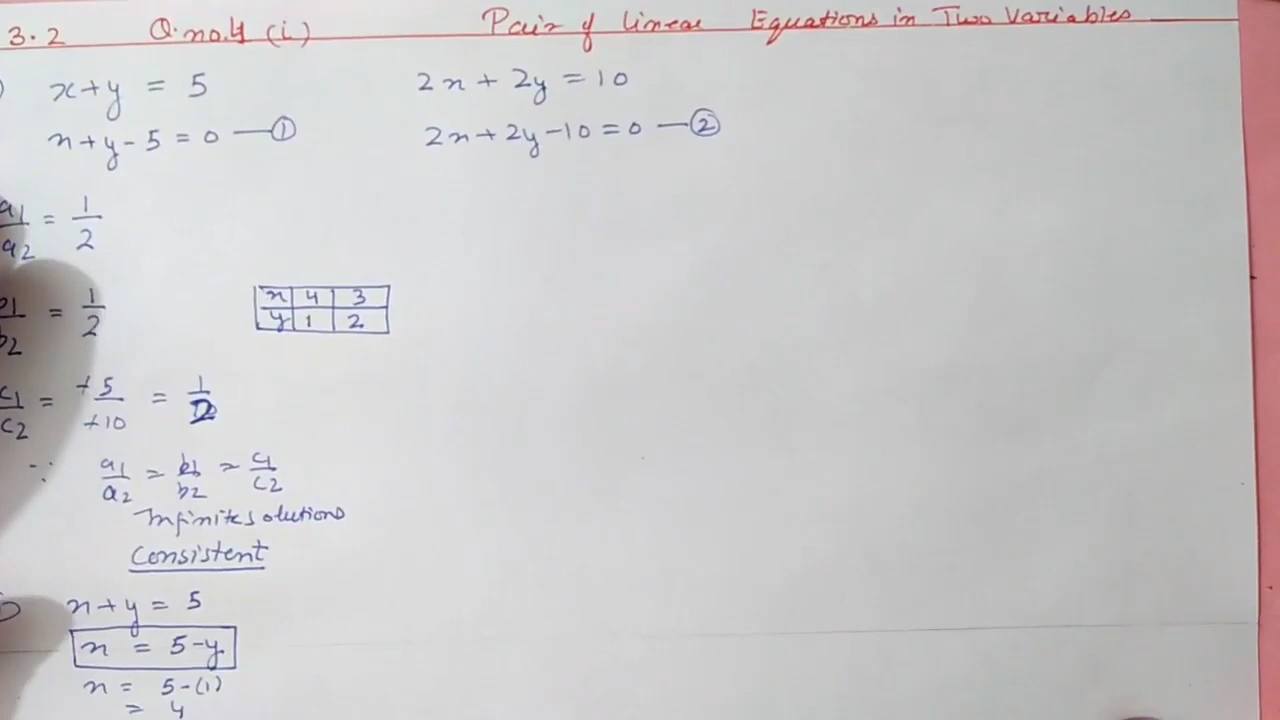 3.2 Q.no.4 (i) Pair of linear Equations in Two Variables
x+y = 5 2x + 2y = 10
x+y-5 = 0 — ① 2x+2y-10 = 0 — ②
a1/a2 = 1/2
b1/b2 = 1/2
x 4 3
y 1 2
c1/c2 = +5/+10 = 1/2
∵ a1/a2 = b1/b2 = c1/c2
Infinite solutions
Consistent
x+y = 5
x = 5-y
x = 5-(1)
= 4